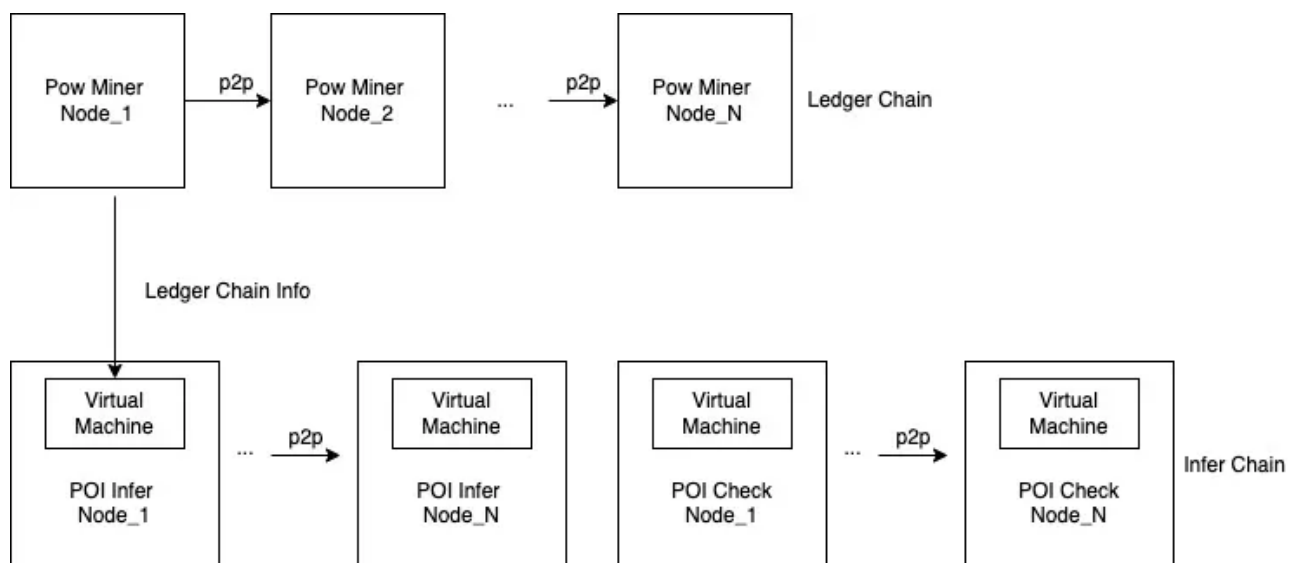 Pow Miner
Node_1
p2p
Pow Miner
Node_2
...
p2p
Pow Miner
Node_N
Ledger Chain
Ledger Chain Info
Virtual
Machine
POI Infer
Node_1
...
p2p
Virtual
Machine
POI Infer
Node_N
Virtual
Machine
POI Check
Node_1
...
p2p
Virtual
Machine
POI Check
Node_N
Infer Chain